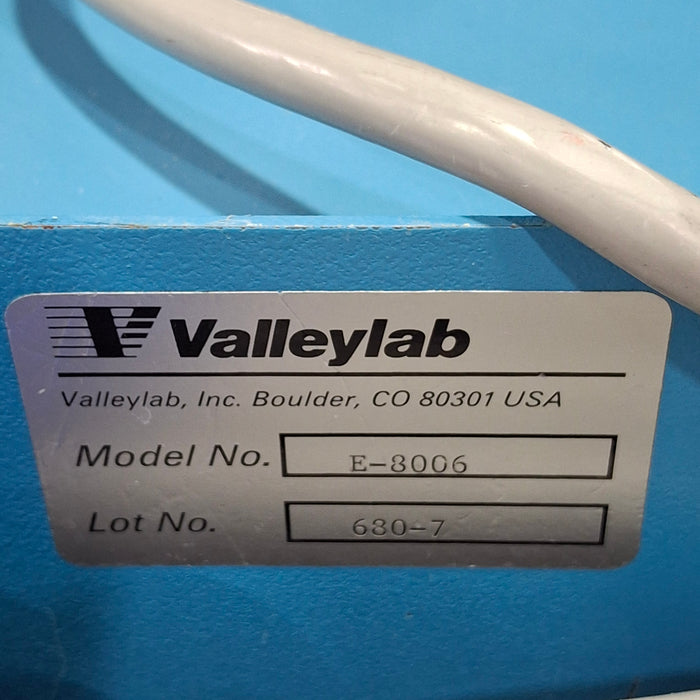 Valleylab
Valleylab, Inc. Boulder, CO 80301 USA
Model No. E-8006
Lot No. 680-7